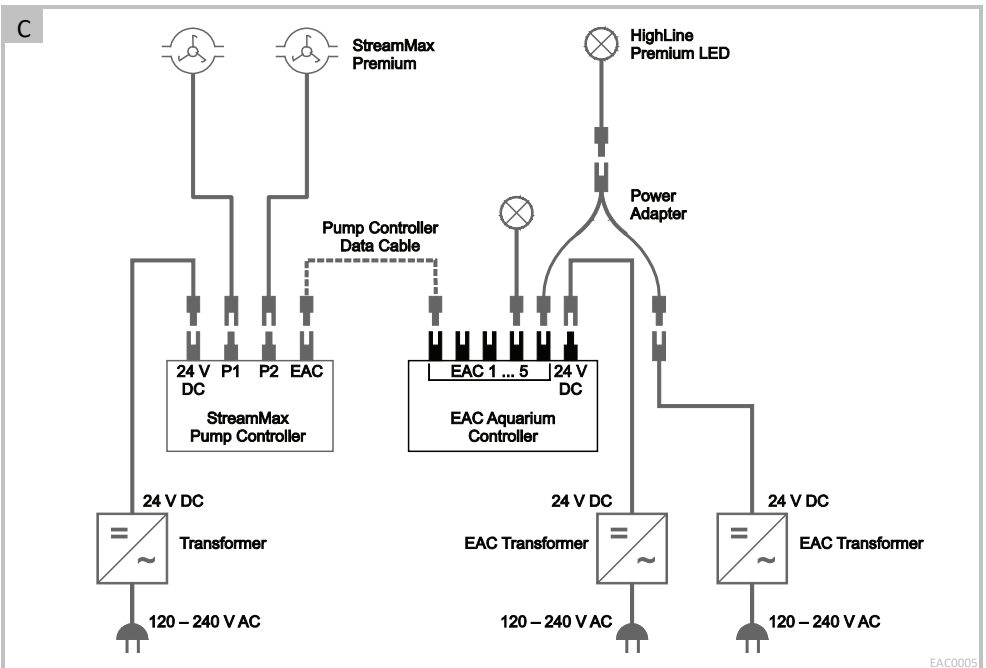 C
StreamMax
Premium
HighLine
Premium LED
Power
Adapter
Pump Controller
Data Cable
24 V
DC
P1
P2
EAC
StreamMax
Pump Controller
EAC 1 ... 5
24 V
DC
EAC Aquarium
Controller
24 V DC
Transformer
120 – 240 V AC
24 V DC
EAC Transformer
120 – 240 V AC
24 V DC
EAC Transformer
120 – 240 V AC
EAC0005